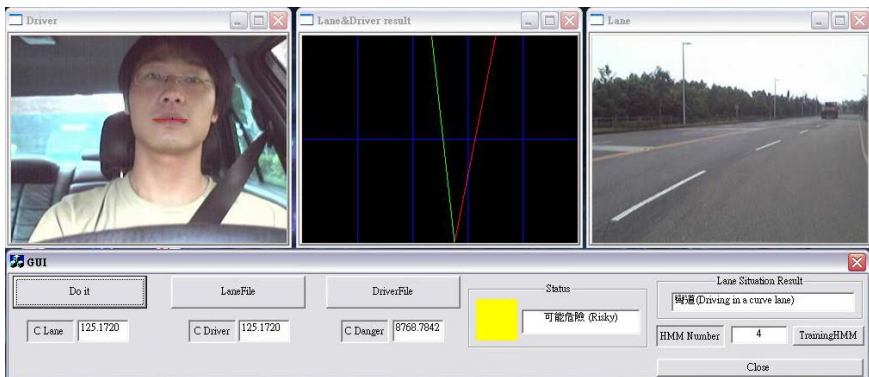 Driver
Lane&Driver result
Lane
GUI
Do it
LaneFile
DriverFile
Status
Lane Situation Result
可能危險 (Risky)
彎道(Driving in a curve lane)
C Lane 125.1720
C Driver 125.1720
C Danger 8768.7842
HMM Number 4 TrainingHMM
Close